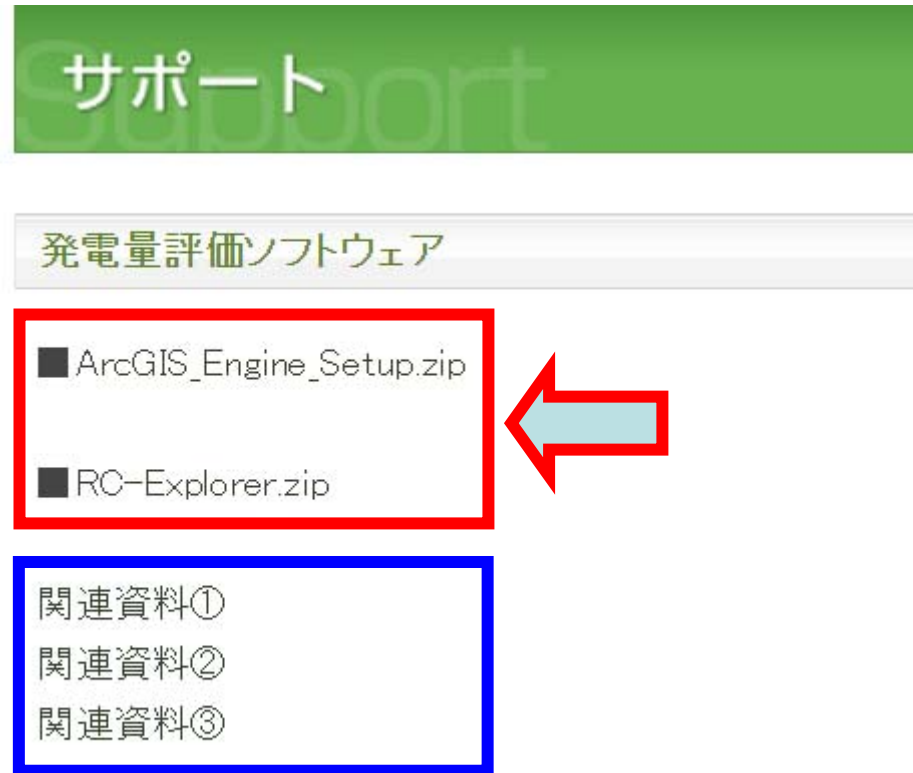 サポート
Support
発電量評価ソフトウェア
■ArcGIS_Engine_Setup.zip
■RC-Explorer.zip
関連資料①
関連資料②
関連資料③